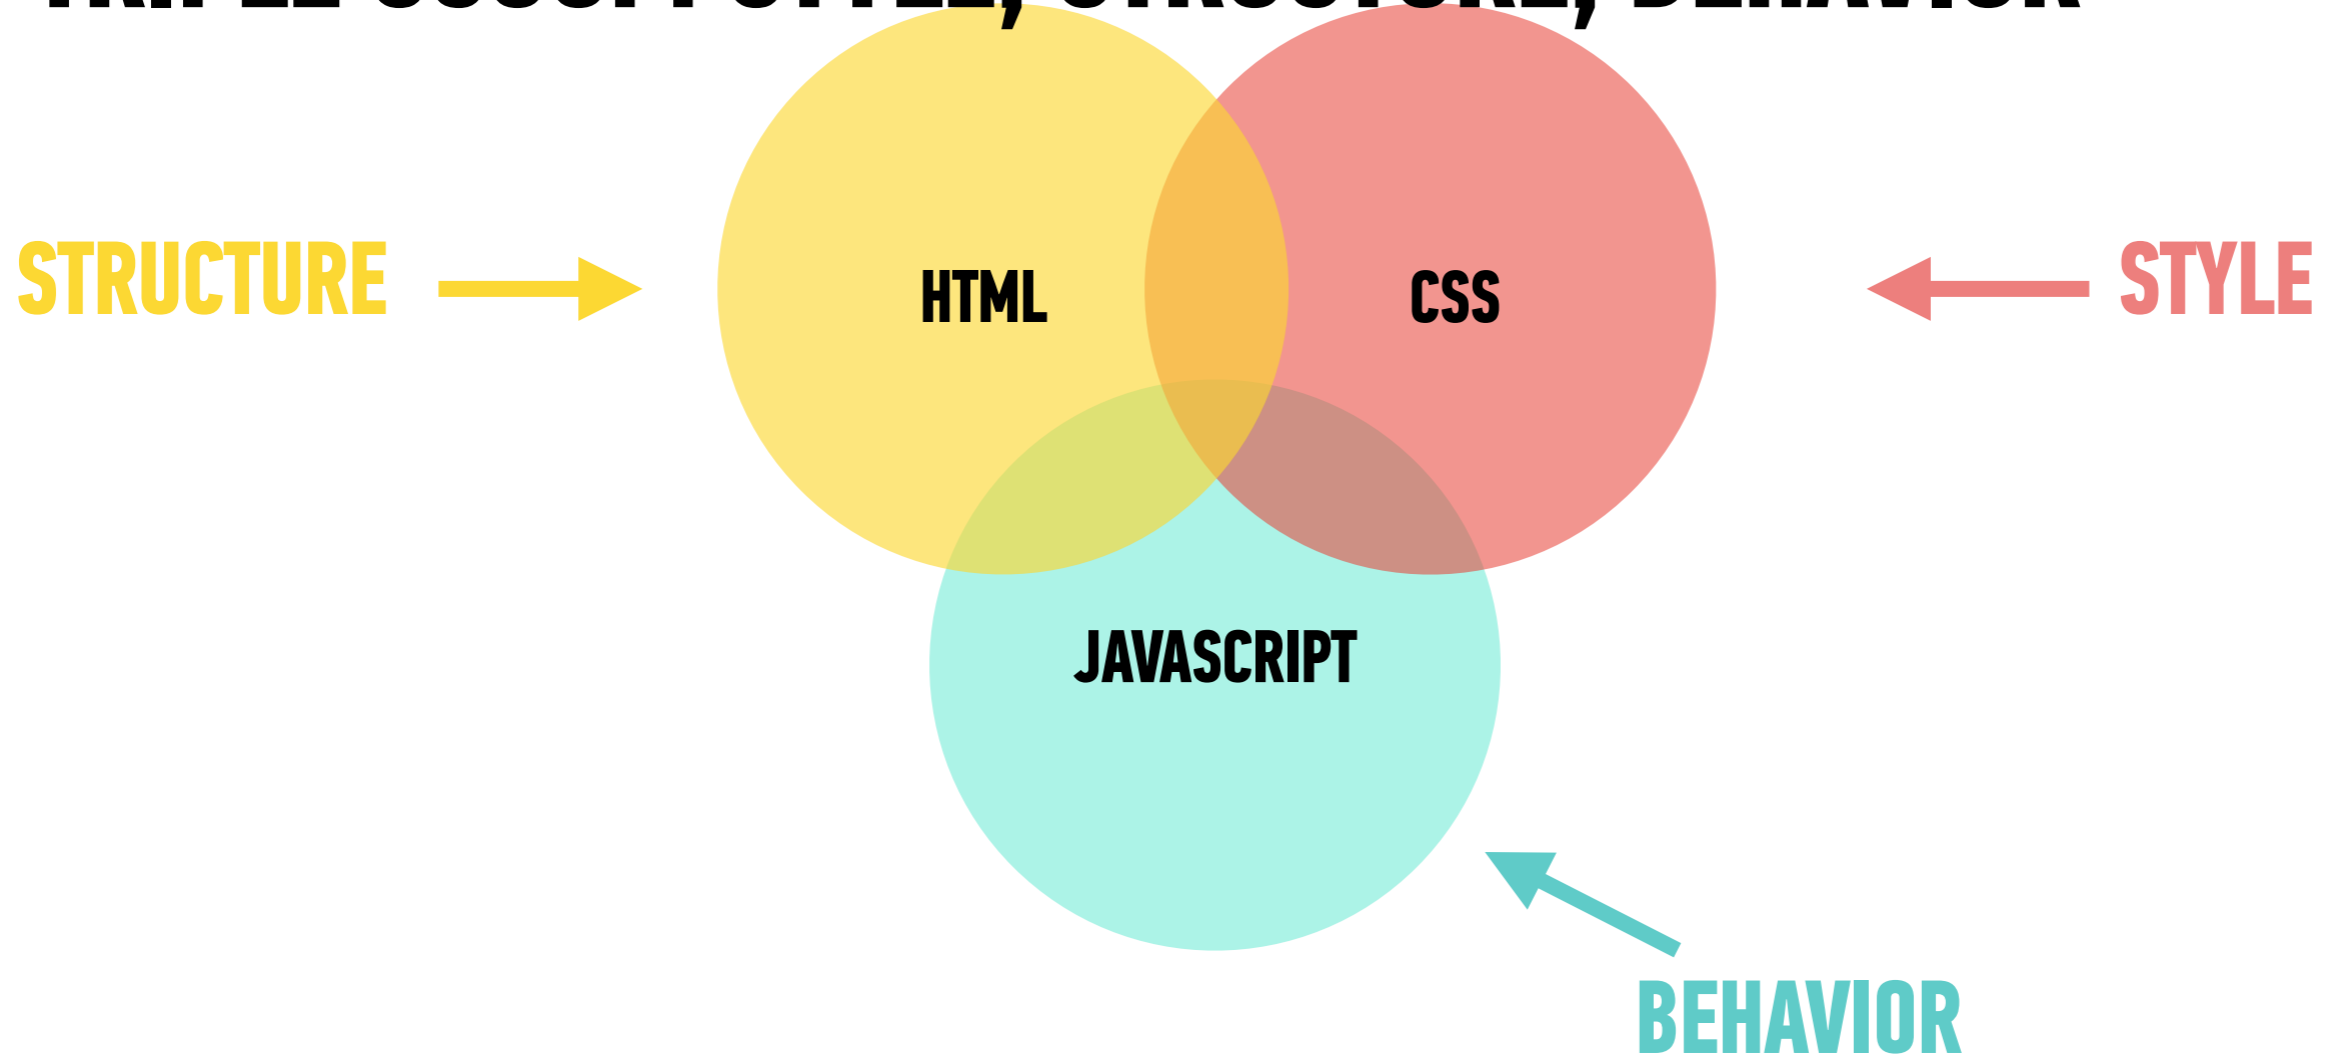 STRUCTURE
HTML
CSS
STYLE
JAVASCRIPT
BEHAVIOR